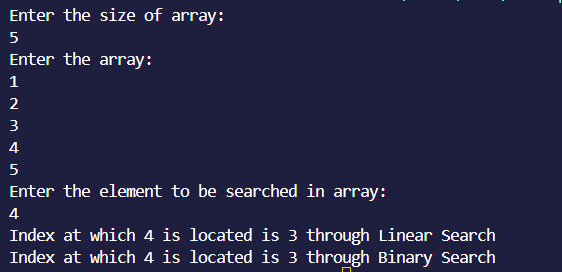 Enter the size of array:
5
Enter the array:
1
2
3
4
5
Enter the element to be searched in array:
4
Index at which 4 is located is 3 through Linear Search
Index at which 4 is located is 3 through Binary Search